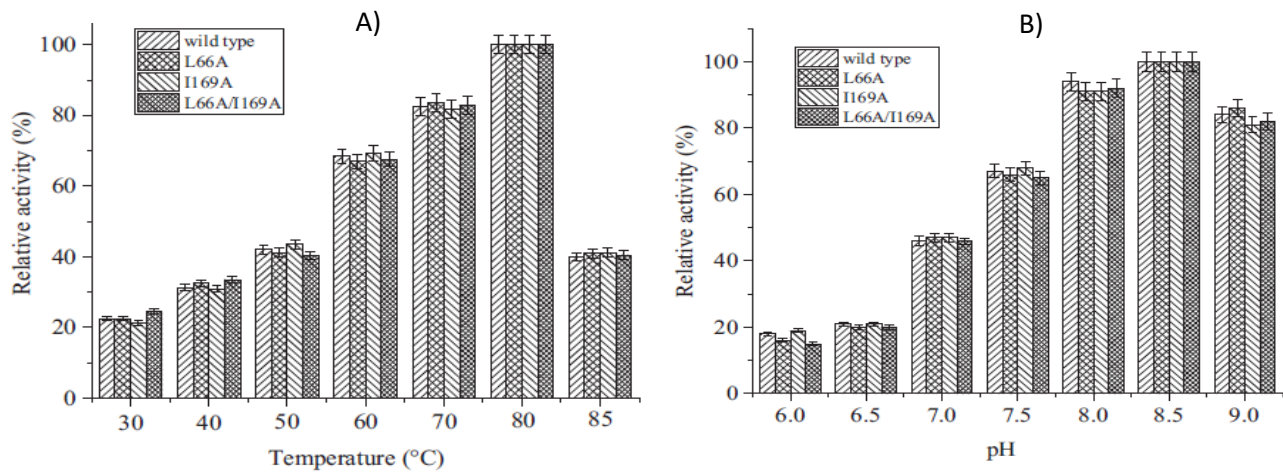 A)
wild type
L66A
I169A
L66A/I169A
Relative activity (%)
100
80
60
40
20
0
30 40 50 60 70 80 85
Temperature (°C)
B)
wild type
L66A
I169A
L66A/I169A
Relative activity (%)
100
80
60
40
20
0
6.0 6.5 7.0 7.5 8.0 8.5 9.0
pH